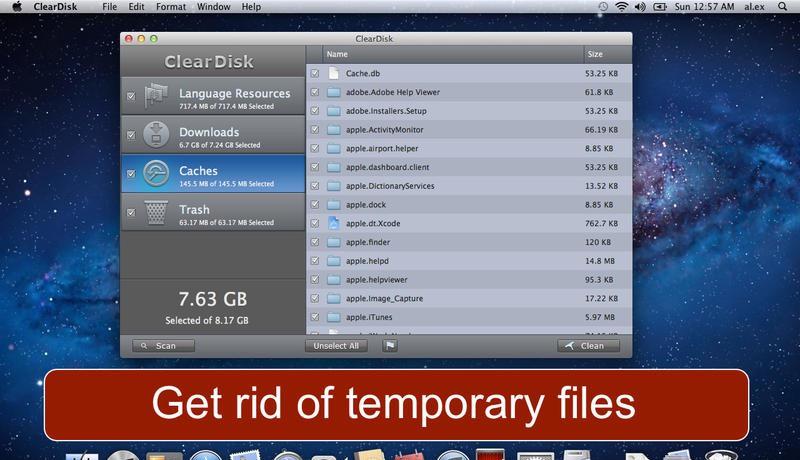 ClearDisk File Edit Format Window Help
Sun 12:57 AM al.ex
ClearDisk
ClearDisk
Name Size
Language Resources
717.4 MB of 717.4 MB Selected
Downloads
6.7 GB of 7.24 GB Selected
Caches
145.5 MB of 145.5 MB Selected
Trash
63.17 MB of 63.17 MB Selected
7.63 GB
Selected of 8.17 GB
Cache.db 53.25 KB
adobe.Adobe Help Viewer 61.8 KB
adobe.Installers.Setup 53.25 KB
apple.ActivityMonitor 66.19 KB
apple.airport.helper 8.85 KB
apple.dashboard.client 53.25 KB
apple.DictionaryServices 13.52 KB
apple.dock 8.85 KB
apple.dt.Xcode 762.7 KB
apple.finder 120 KB
apple.helpd 14.8 MB
apple.helpviewer 95.3 KB
apple.Image_Capture 17.22 KB
apple.iTunes 5.97 MB
Scan Unselect All Clean
Get rid of temporary files